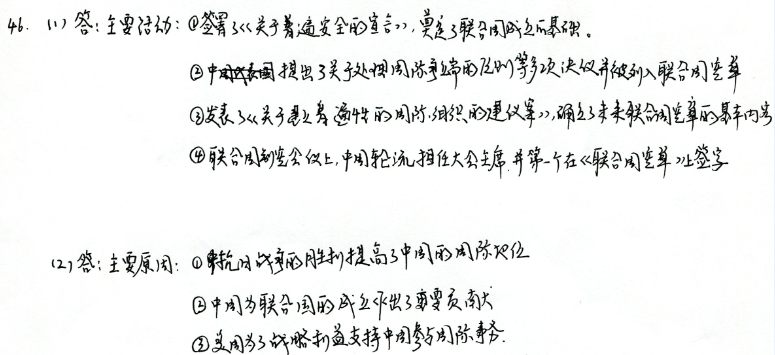 46. (1) 答: 主要活动: ①签署了《关于普遍安全的宣言》, 奠定了联合国成立的基础。
②中国提出了关于处理国际争端的原则等多项决议并被列入联合国宪章
③发表了《关于建立普遍性的国际组织的建议案》, 确立了未来联合国宪章的基本内容
④联合国制宪会议上, 中国轮流担任大会主席, 并第一个在《联合国宪章》上签字
(2) 答: 主要原因: ①抗日战争的胜利提高了中国的国际地位
②中国为联合国的成立作出了重要贡献
③美国为了战略利益支持中国参与国际事务.